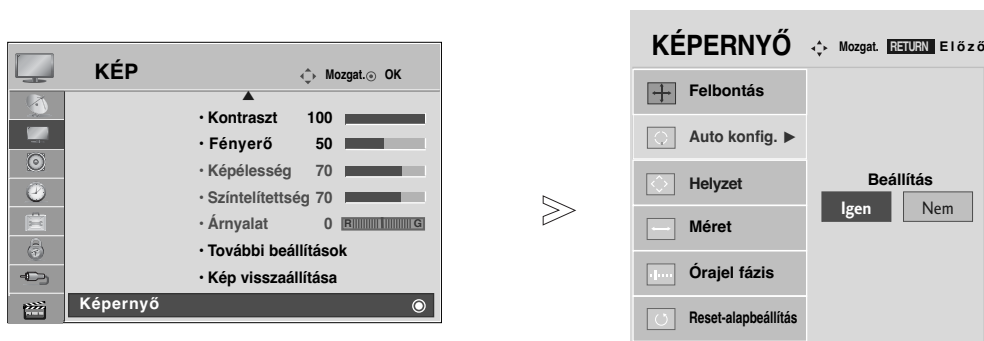 KÉP
Mozgat. OK
· Kontraszt 100
· Fényerő 50
· Képélesség 70
· Színtelítettség 70
· Árnyalat 0 R G
· További beállítások
· Kép visszaállítása
Képernyő
KÉPERNYŐ Mozgat. RETURN Előző
Felbontás
Auto konfig. ►
Helyzet
Méret
Órajel fázis
Reset-alapbeállítás
Beállítás
Igen Nem